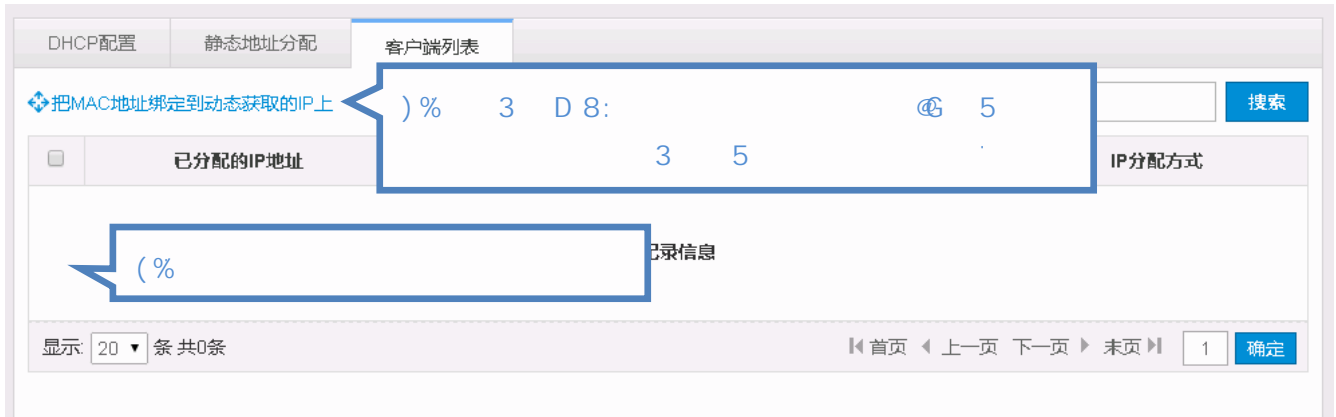 DHCP配置 静态地址分配 客户端列表
把MAC地址绑定到动态获取的IP上 搜索
)% 3 D 8: @G 5
3 5 .
已分配的IP地址 IP分配方式
记录信息
(%
显示: 20 条 共0条 首页 上一页 下一页 末页 1 确定